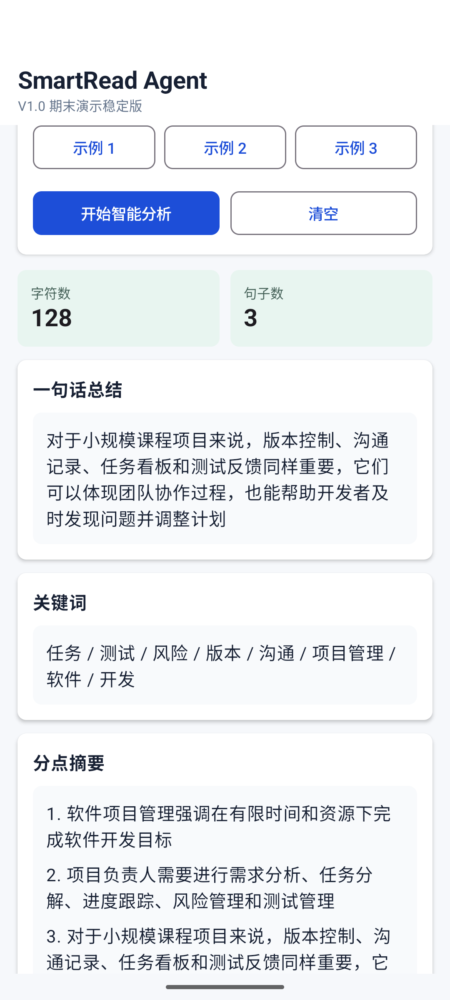 SmartRead Agent
V1.0 期末演示稳定版
示例 1
示例 2
示例 3
开始智能分析
清空
字符数
128
句子数
3
一句话总结
对于小规模课程项目来说，版本控制、沟通
记录、任务看板和测试反馈同样重要，它们
可以体现团队协作过程，也能帮助开发者及
时发现问题并调整计划
关键词
任务 / 测试 / 风险 / 版本 / 沟通 / 项目管理 /
软件 / 开发
分点摘要
1. 软件项目管理强调在有限时间和资源下完
成软件开发目标
2. 项目负责人需要进行需求分析、任务分
解、进度跟踪、风险管理和测试管理
3. 对于小规模课程项目来说，版本控制、沟
通记录、任务看板和测试反馈同样重要，它